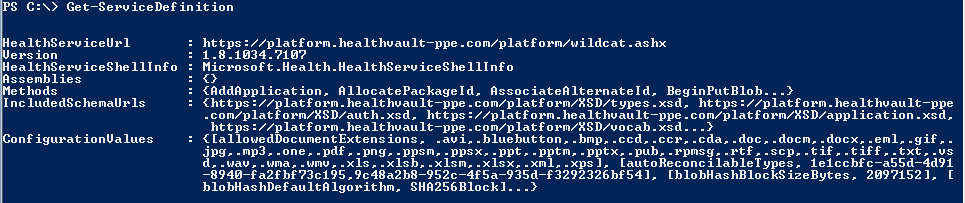 PS C:\> Get-ServiceDefinition
HealthServiceUrl : https://platform.healthvault-ppe.com/platform/wildcat.ashx
Version : 1.8.1034.7107
HealthServiceShellInfo : Microsoft.Health.HealthServiceShellInfo
Assemblies : {}
Methods : {AddApplication, AllocatePackageId, AssociateAlternateId, BeginPutBlob...}
IncludedSchemaUrls : {https://platform.healthvault-ppe.com/platform/XSD/types.xsd, https://platform.healthvault-ppe
.com/platform/XSD/auth.xsd, https://platform.healthvault-ppe.com/platform/XSD/application.xsd,
https://platform.healthvault-ppe.com/platform/XSD/vocab.xsd...}
ConfigurationValues : {[allowedDocumentExtensions, .avi,.bluebutton,.bmp,.ccd,.ccr,.cda,.doc,.docm,.docx,.eml,.gif,.
jpg,.mp3,.one,.pdf,.png,.ppsm,.ppsx,.ppt,.pptm,.pptx,.pub,.rpmsg,.rtf,.scp,.tif,.tiff,.txt,.vs
d,.wav,.wma,.wmv,.xls,.xlsb,.xlsm,.xlsx,.xml,.xps], [autoReconcilableTypes, 1e1ccbfc-a55d-4d91
-8940-fa2fbf73c195,9c48a2b8-952c-4f5a-935d-f3292326bf54], [blobHashBlockSizeBytes, 2097152], [
blobHashDefaultAlgorithm, SHA256Block]...}